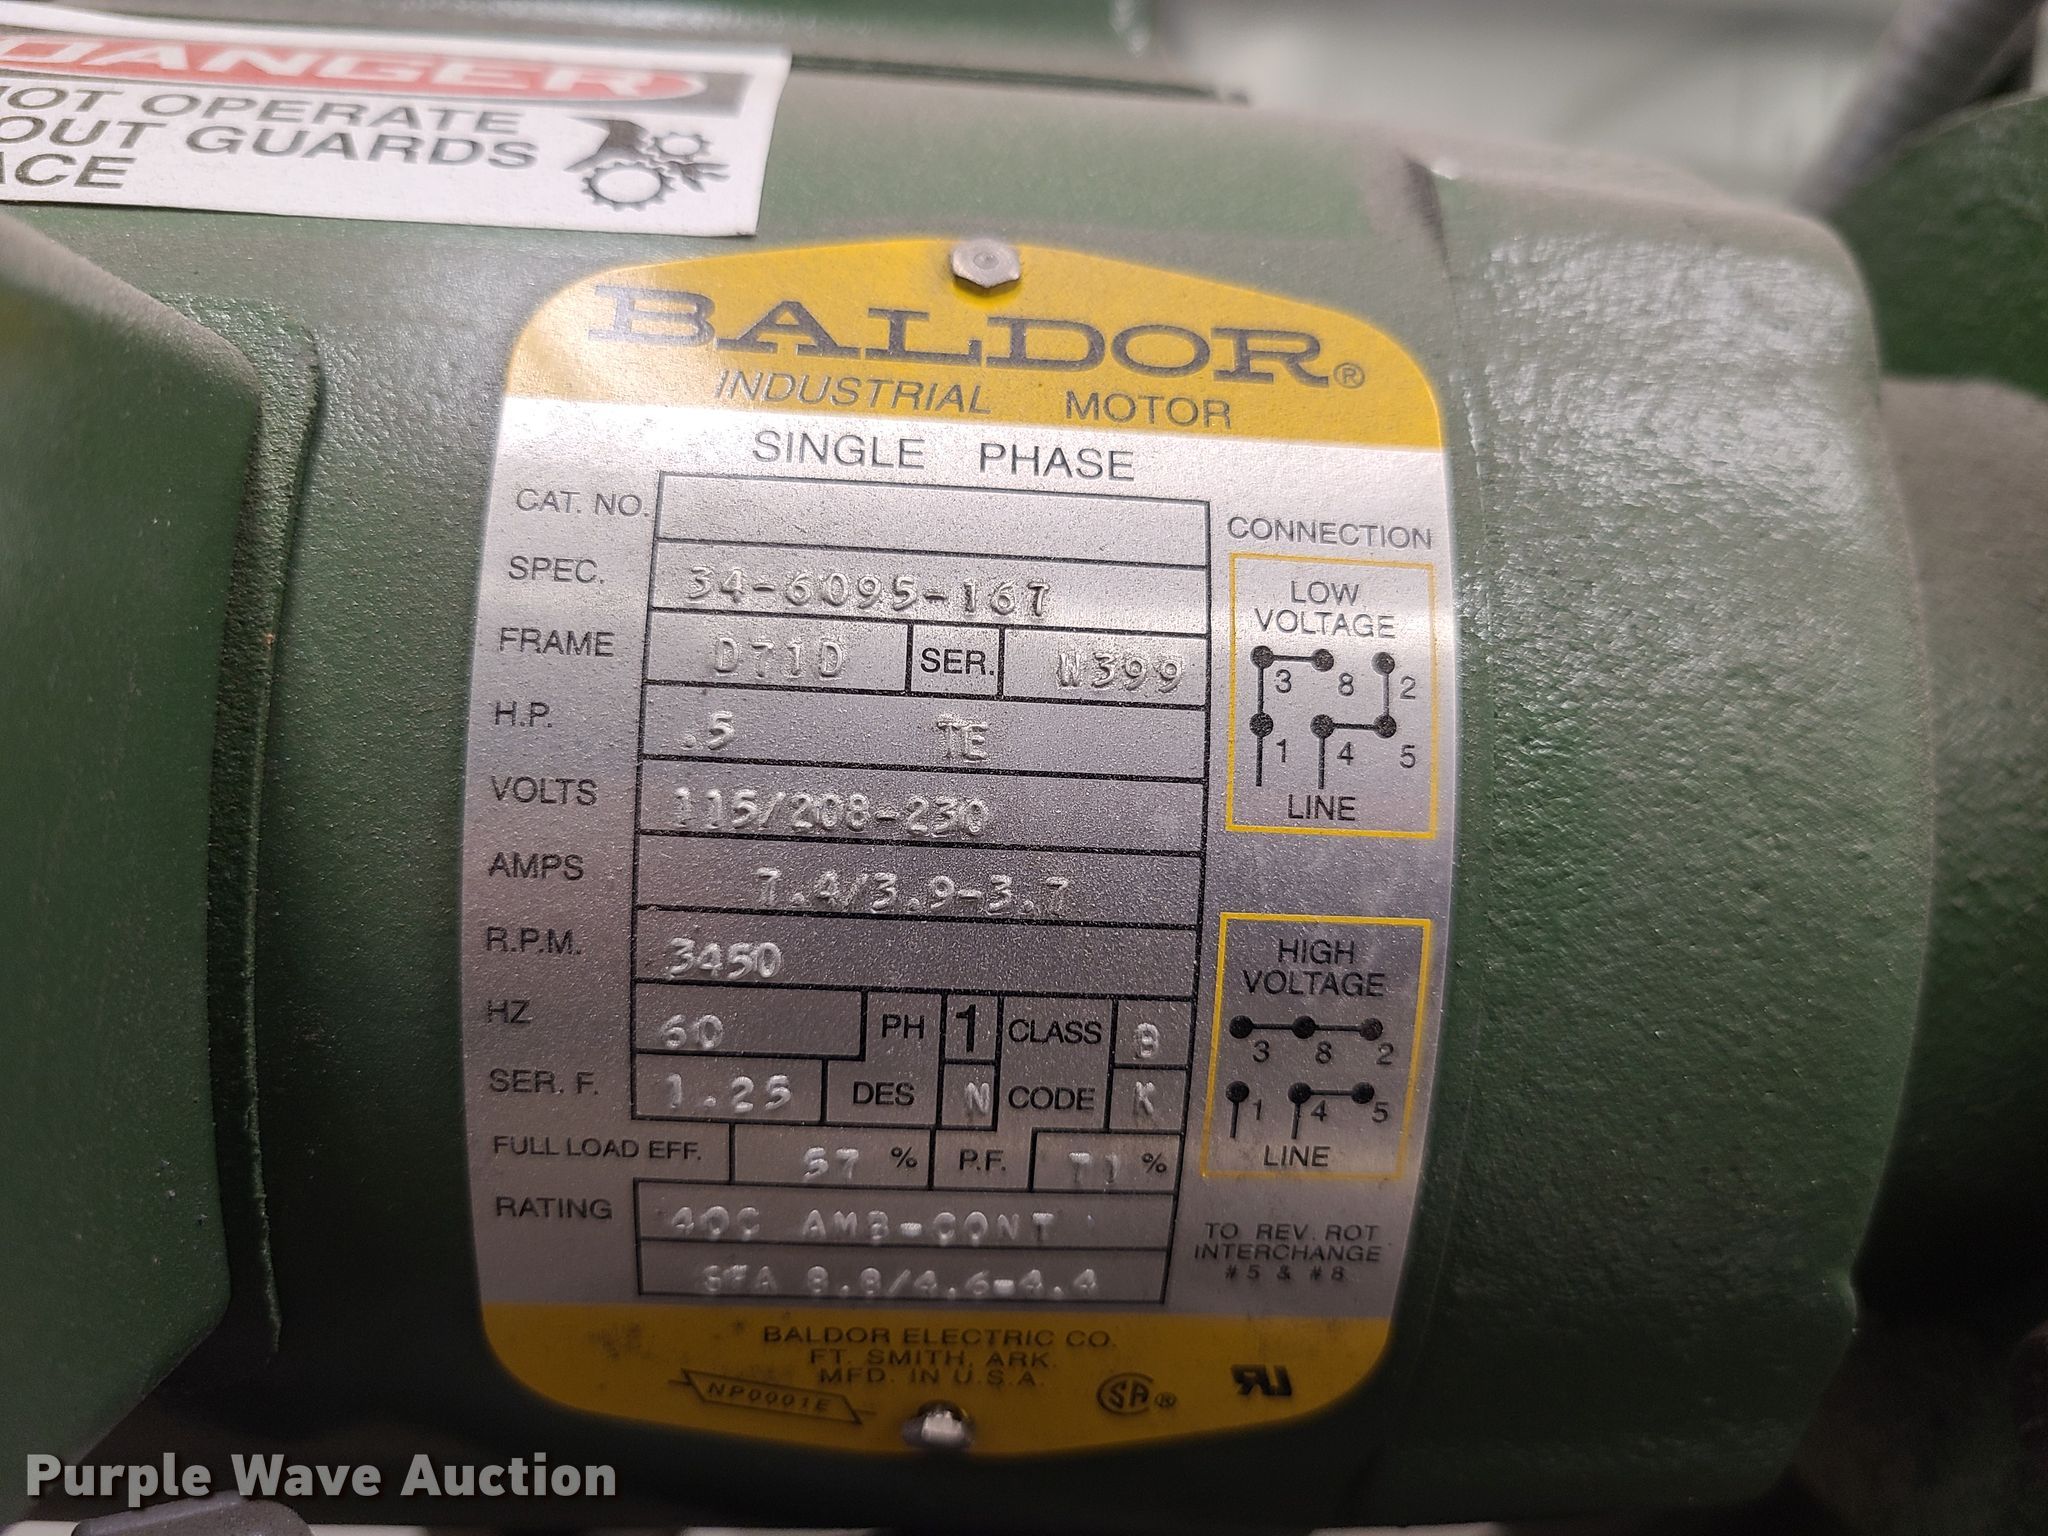 DANGER
NOT OPERATE
OUT GUARDS
ACE
BALDOR®
INDUSTRIAL MOTOR
SINGLE PHASE
CAT. NO.
SPEC. 34-6095-167
FRAME D71D SER. W399
H.P. .5 TE
VOLTS 115/208-230
AMPS 7.4/3.9-3.7
R.P.M. 3450
HZ 60 PH 1 CLASS B
SER. F. 1.25 DES N CODE K
FULL LOAD EFF. 57 % P.F. 71 %
RATING 40C AMB-CONT
SFA 8.8/4.6-4.4
CONNECTION
LOW
VOLTAGE
3 8 2
1 4 5
LINE
HIGH
VOLTAGE
3 8 2
1 4 5
LINE
TO REV. ROT
INTERCHANGE
#5 & #8
BALDOR ELECTRIC CO.
FT. SMITH, ARK.
MFD. IN U.S.A.
NP0001E
SA®
RU
Purple Wave Auction